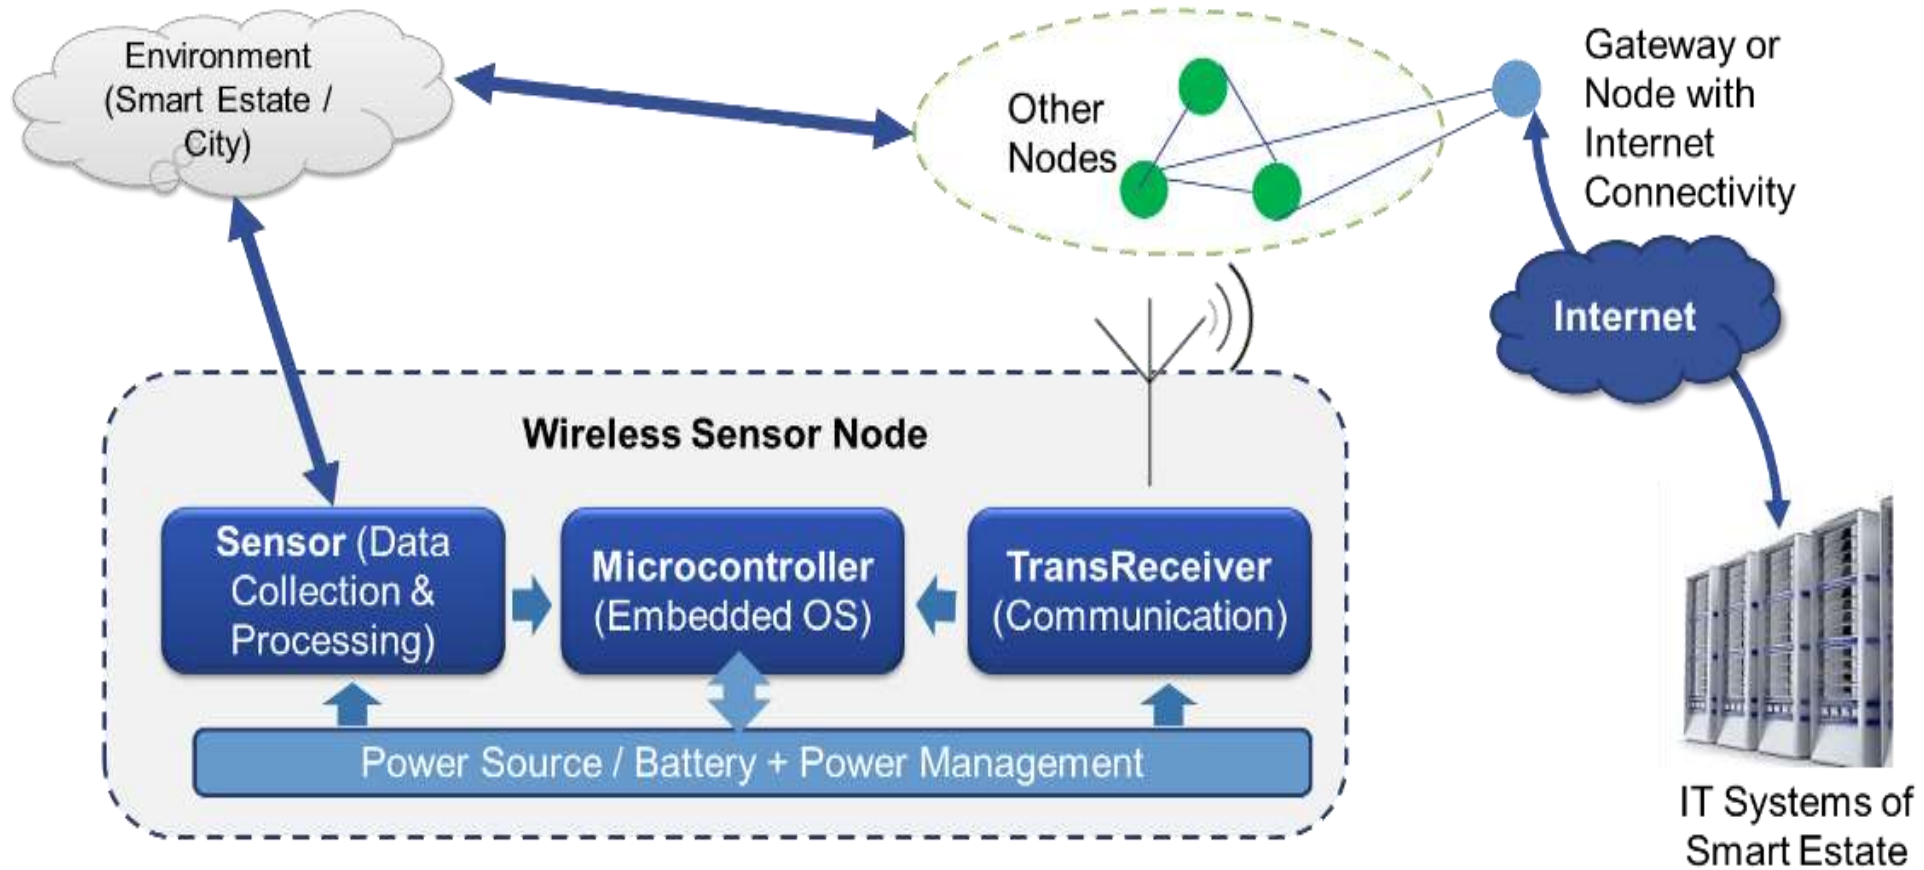 Environment
(Smart Estate /
City)
Other
Nodes
Gateway or
Node with
Internet
Connectivity
Internet
Wireless Sensor Node
Sensor (Data
Collection &
Processing)
Microcontroller
(Embedded OS)
TransReceiver
(Communication)
Power Source / Battery + Power Management
IT Systems of
Smart Estate